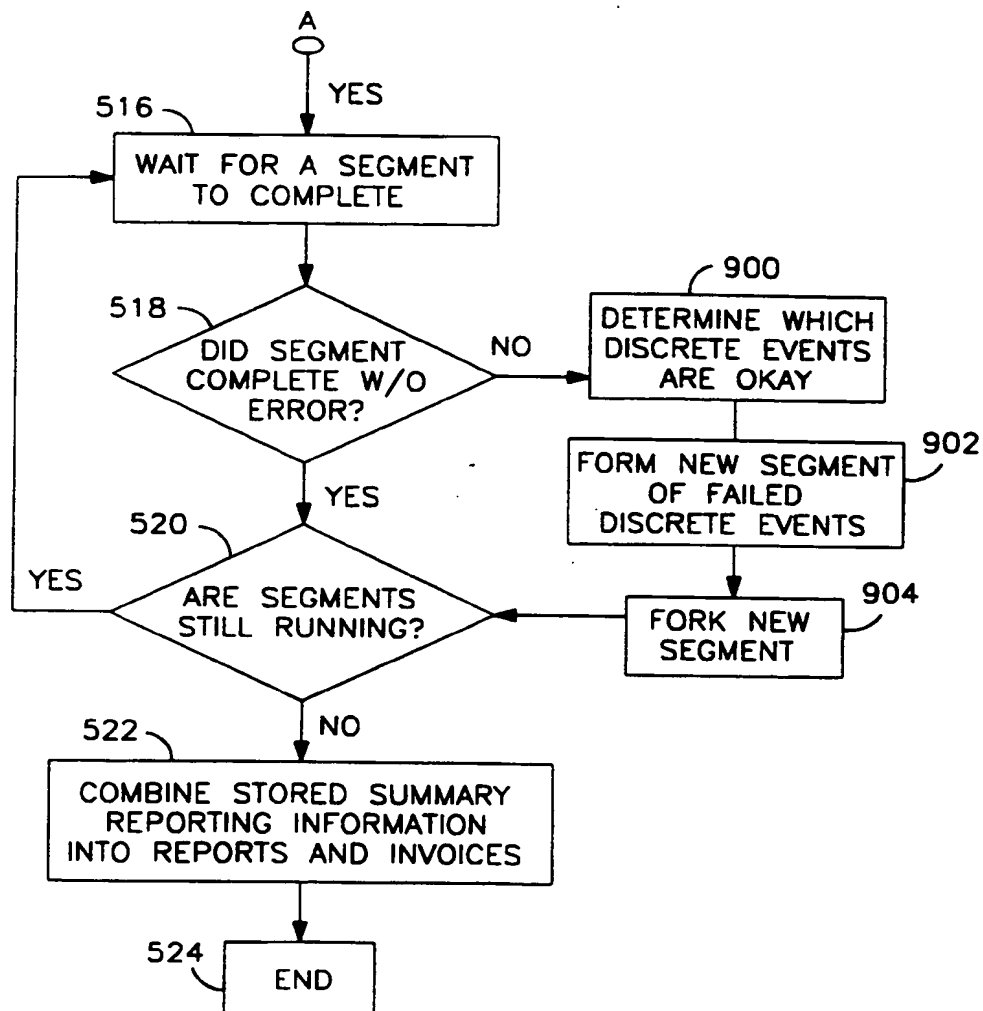 A
YES
516
WAIT FOR A SEGMENT
TO COMPLETE
518
DID SEGMENT
COMPLETE W/O
ERROR?
NO
900
DETERMINE WHICH
DISCRETE EVENTS
ARE OKAY
902
FORM NEW SEGMENT
OF FAILED
DISCRETE EVENTS
YES
520
YES
ARE SEGMENTS
STILL RUNNING?
904
FORK NEW
SEGMENT
NO
522
COMBINE STORED SUMMARY
REPORTING INFORMATION
INTO REPORTS AND INVOICES
524
END